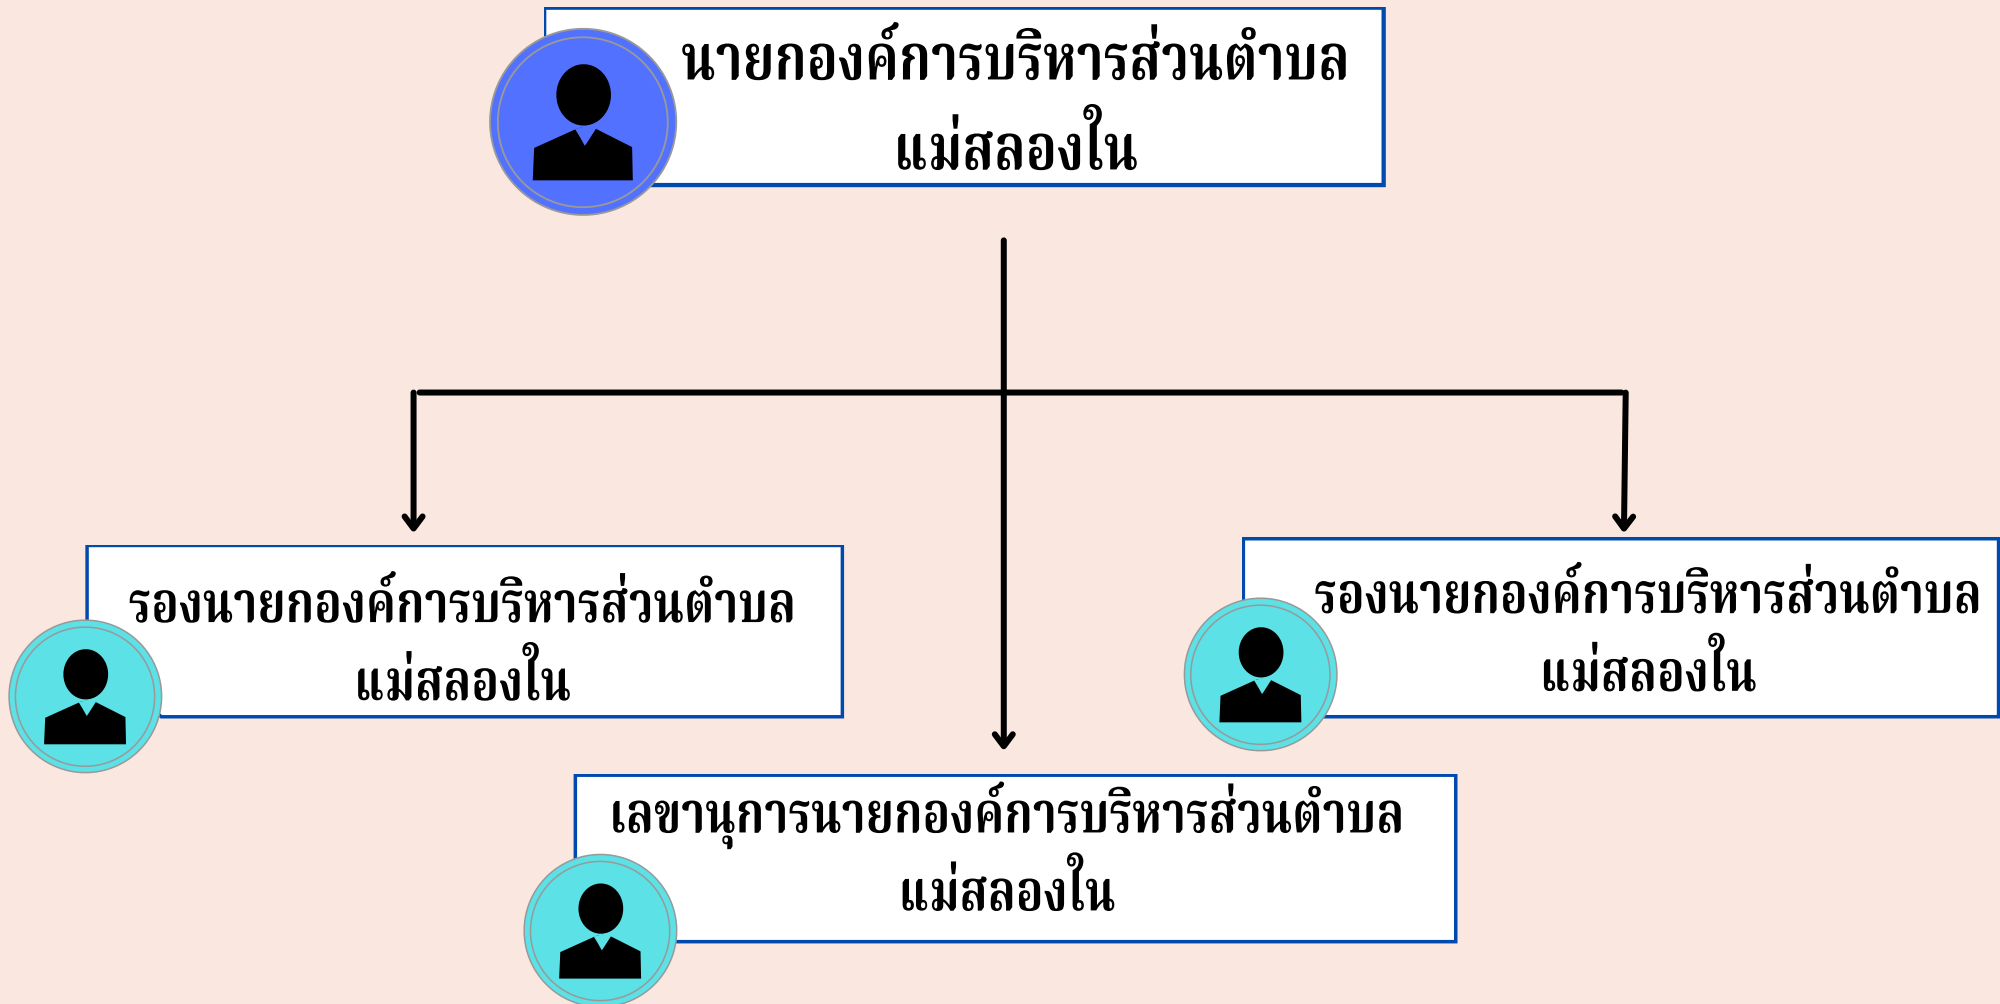 นายกองค์การบริหารส่วนตำบล
แม่สลองใน
รองนายกองค์การบริหารส่วนตำบล
แม่สลองใน
รองนายกองค์การบริหารส่วนตำบล
แม่สลองใน
เลขานุการนายกองค์การบริหารส่วนตำบล
แม่สลองใน